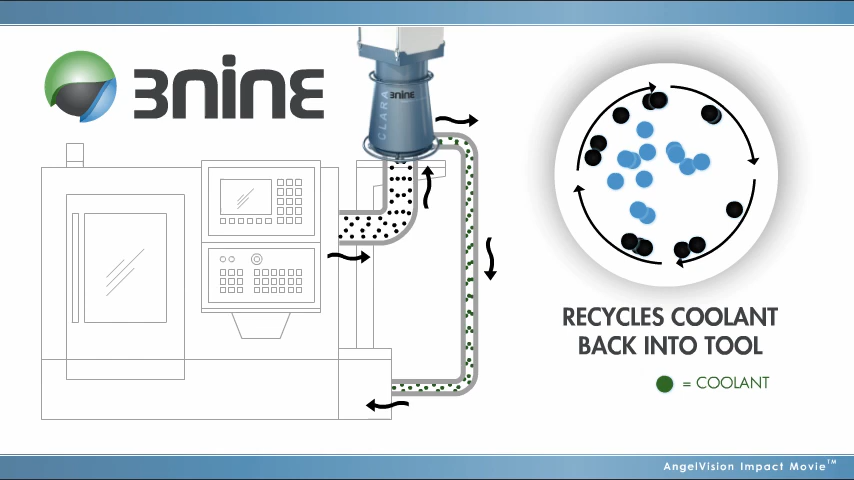 3nine
3nine
CLARA
RECYCLES COOLANT
BACK INTO TOOL
= COOLANT
AngelVision Impact Movie™